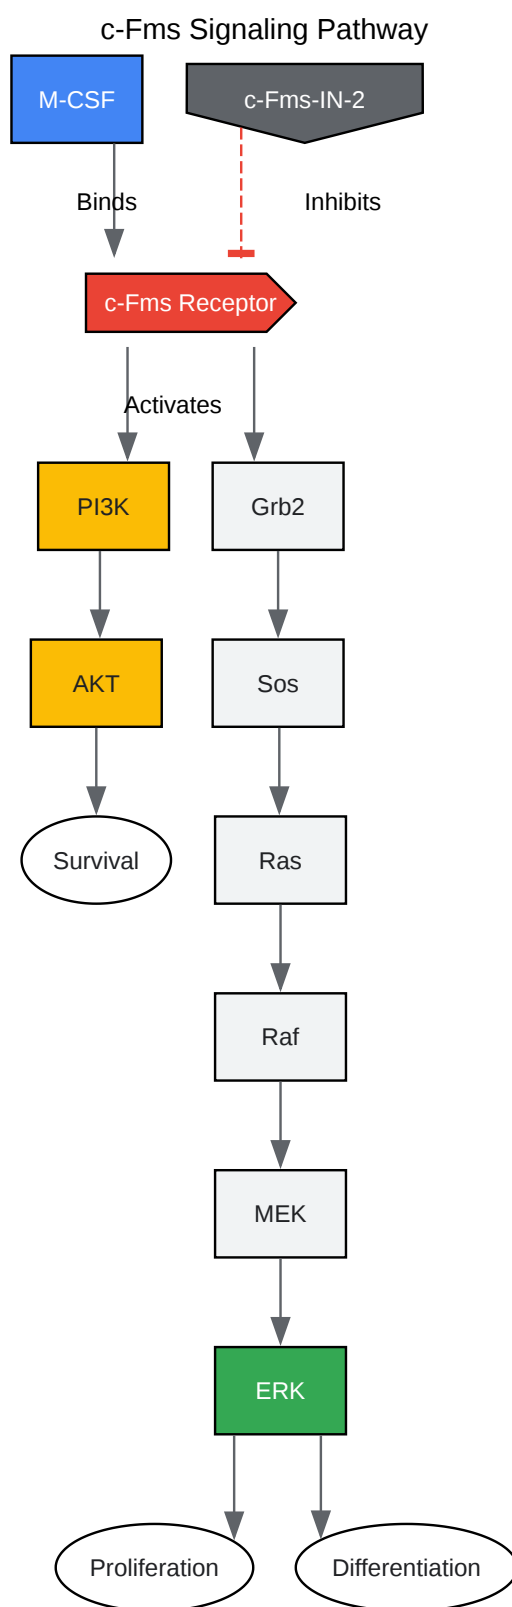 c-Fms Signaling Pathway
M-CSF
c-Fms-IN-2
Binds
Inhibits
c-Fms Receptor
Activates
PI3K
Grb2
AKT
Sos
Survival
Ras
Raf
MEK
ERK
Proliferation
Differentiation